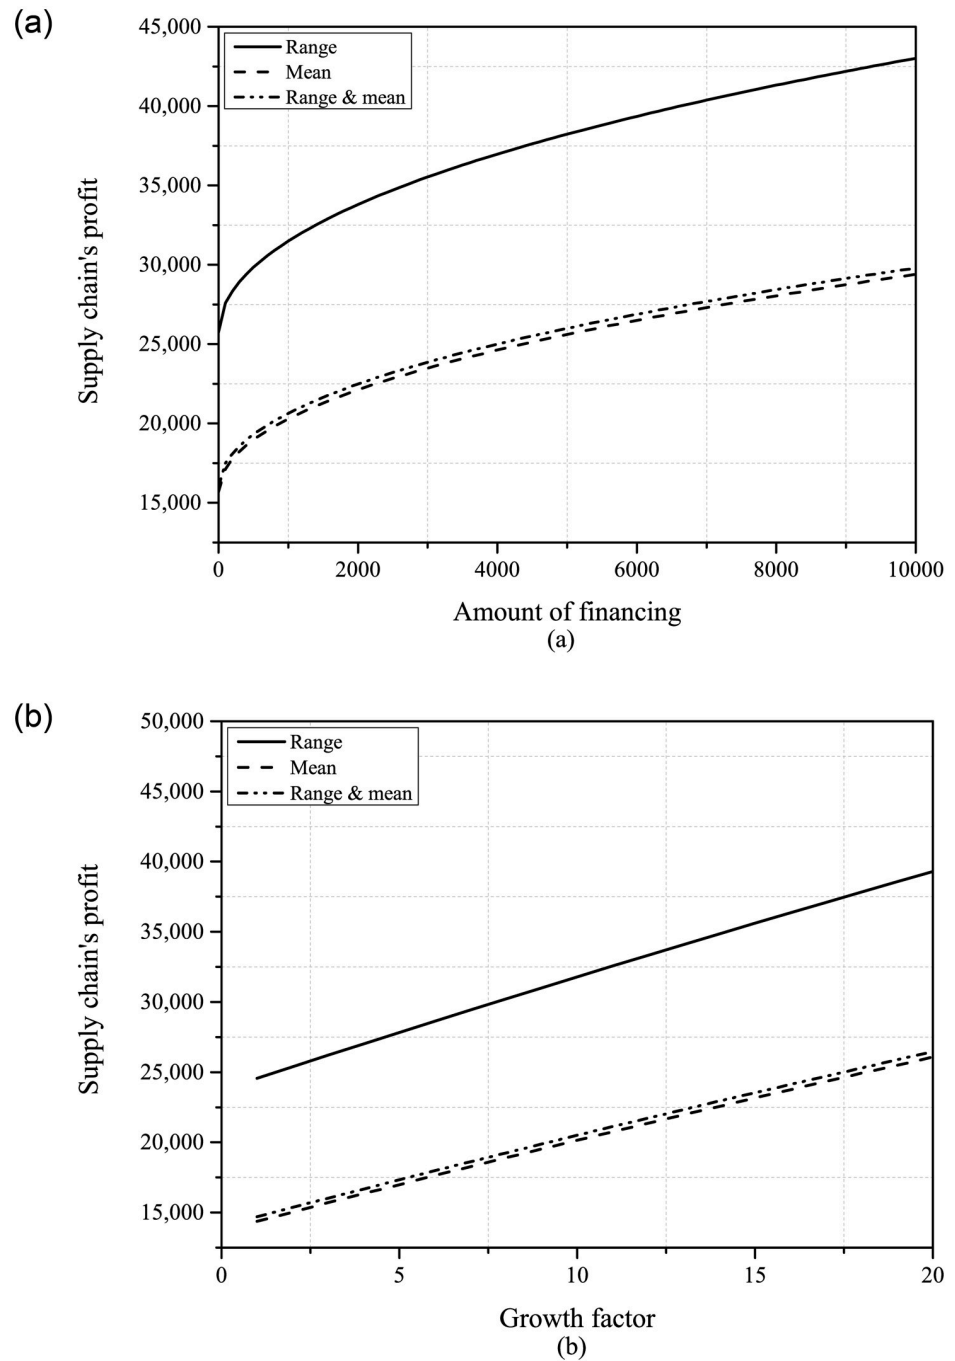 (a)
45,000
40,000
35,000
30,000
25,000
20,000
15,000
Supply chain's profit
Range
Mean
Range & mean
0 2000 4000 6000 8000 10000
Amount of financing
(a)
(b)
50,000
45,000
40,000
35,000
30,000
25,000
20,000
15,000
Supply chain's profit
Range
Mean
Range & mean
0 5 10 15 20
Growth factor
(b)